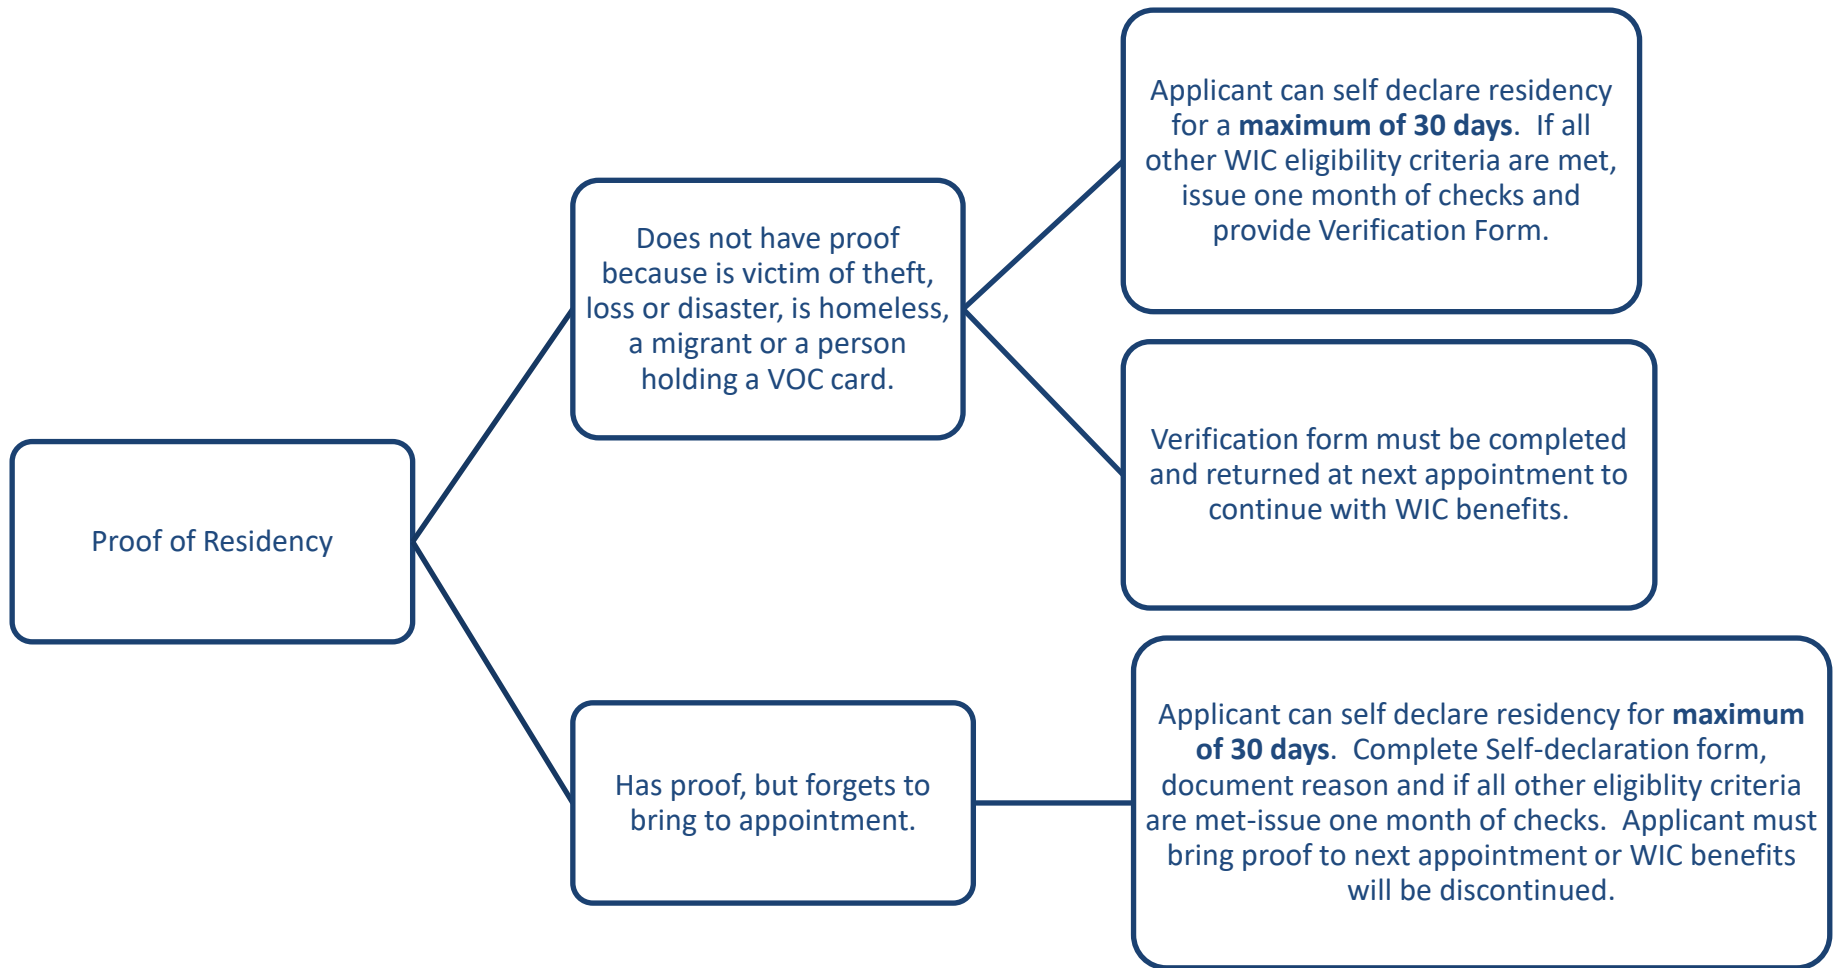 Proof of Residency
Does not have proof
because is victim of theft,
loss or disaster, is homeless,
a migrant or a person
holding a VOC card.
Applicant can self declare residency
for a maximum of 30 days.  If all
other WIC eligibility criteria are met,
issue one month of checks and
provide Verification Form.
Verification form must be completed
and returned at next appointment to
continue with WIC benefits.
Has proof, but forgets to
bring to appointment.
Applicant can self declare residency for maximum
of 30 days.  Complete Self-declaration form,
document reason and if all other eligiblity criteria
are met-issue one month of checks.  Applicant must
bring proof to next appointment or WIC benefits
will be discontinued.